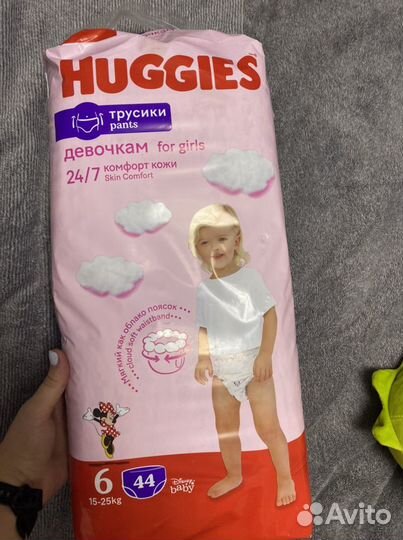 HUGGIES
трусики
pants
девочкам for girls
24/7 комфорт кожи
Skin Comfort
Мягкий как облако поясок
cloud soft waistband
6
15-25kg
44
Disney
baby
Avito